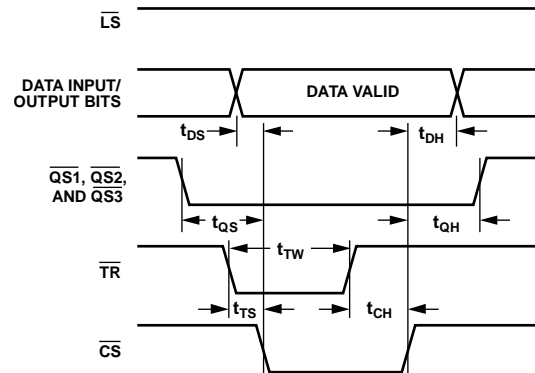 LS
DATA INPUT/
OUTPUT BITS
DATA VALID
tDS
tDH
QS1, QS2,
AND QS3
tQS
tQH
TR
tTW
tTS
tCH
CS